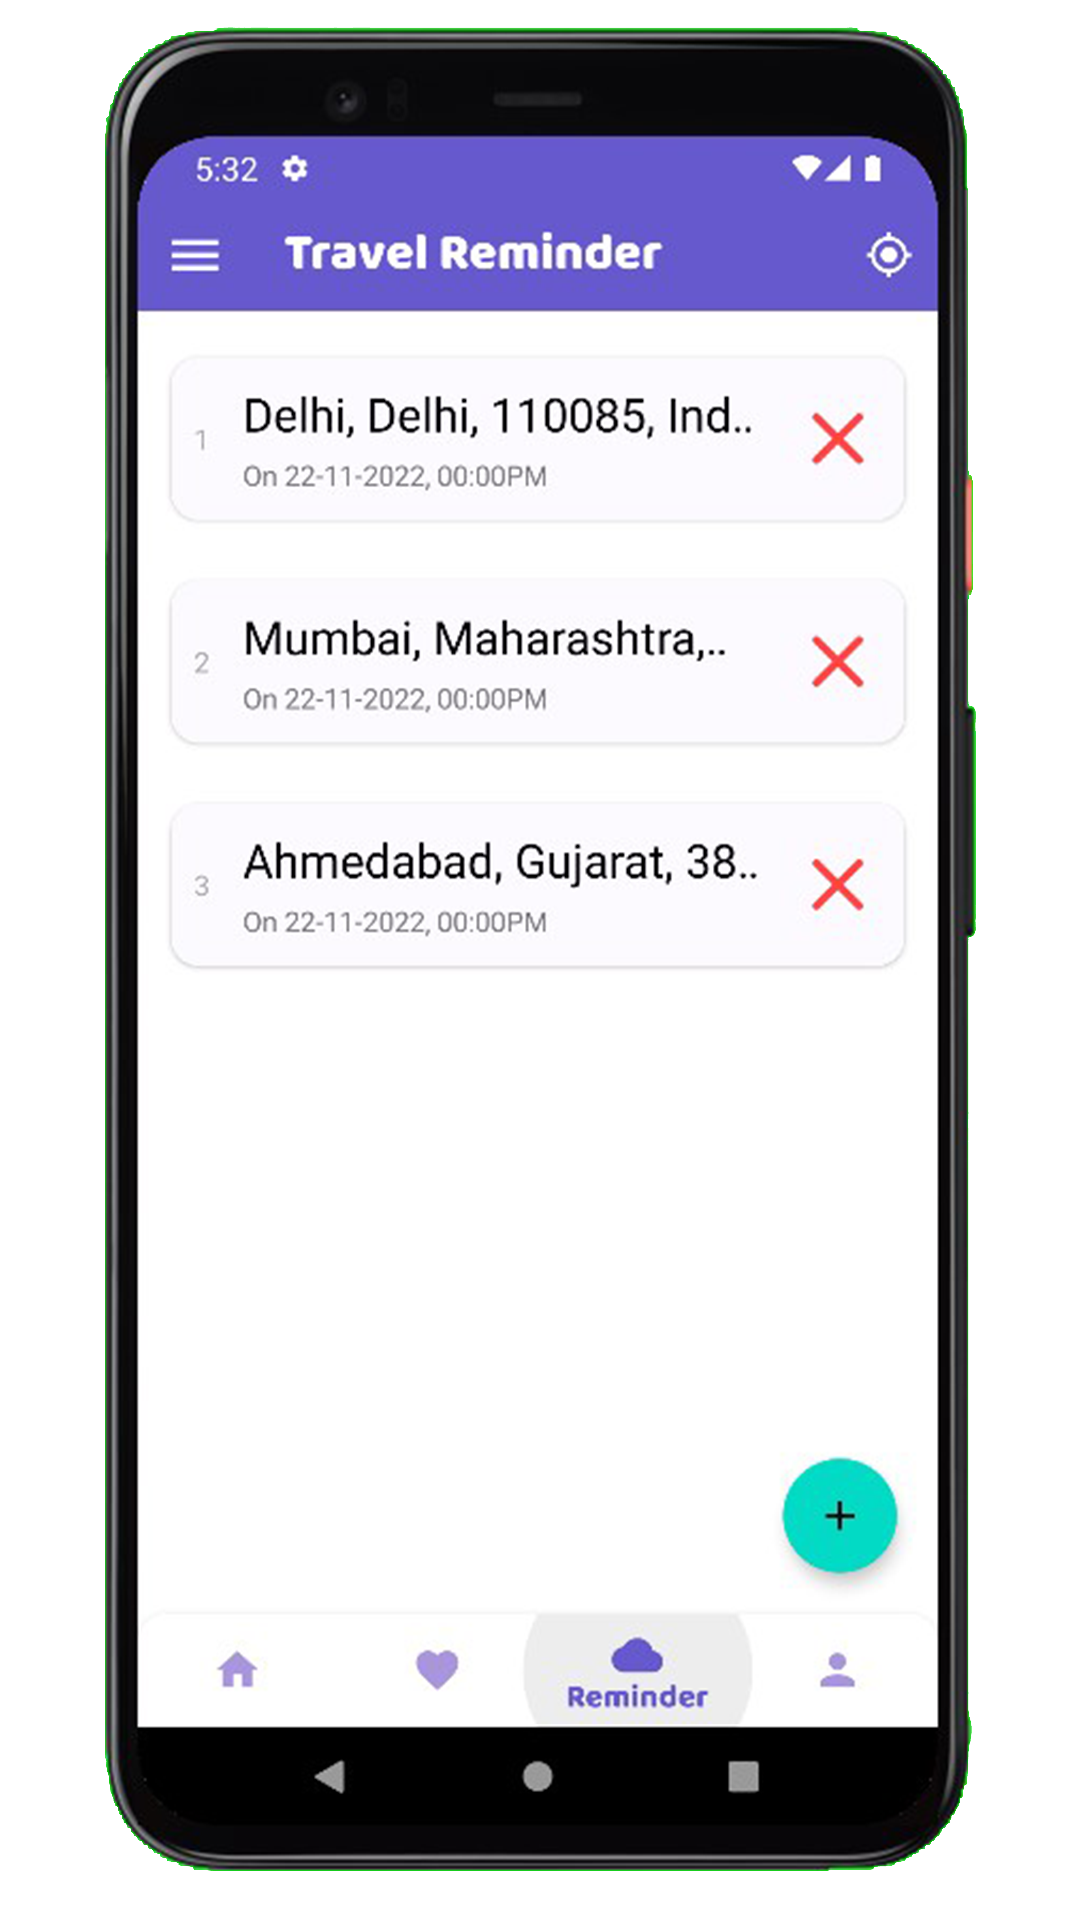 5:32
Travel Reminder
1
Delhi, Delhi, 110085, Ind..
On 22-11-2022, 00:00PM
2
Mumbai, Maharashtra,..
On 22-11-2022, 00:00PM
3
Ahmedabad, Gujarat, 38..
On 22-11-2022, 00:00PM
+
Reminder